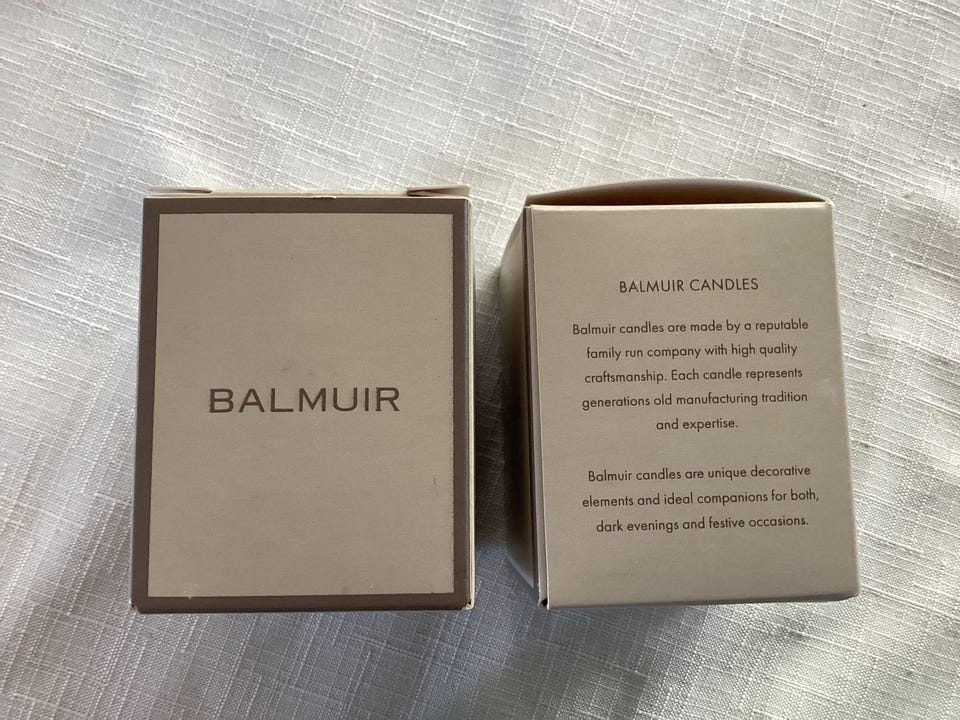 BALMUIR
BALMUIR CANDLES
Balmuir candles are made by a reputable
family run company with high quality
craftsmanship. Each candle represents
generations old manufacturing tradition
and expertise.
Balmuir candles are unique decorative
elements and ideal companions for both,
dark evenings and festive occasions.